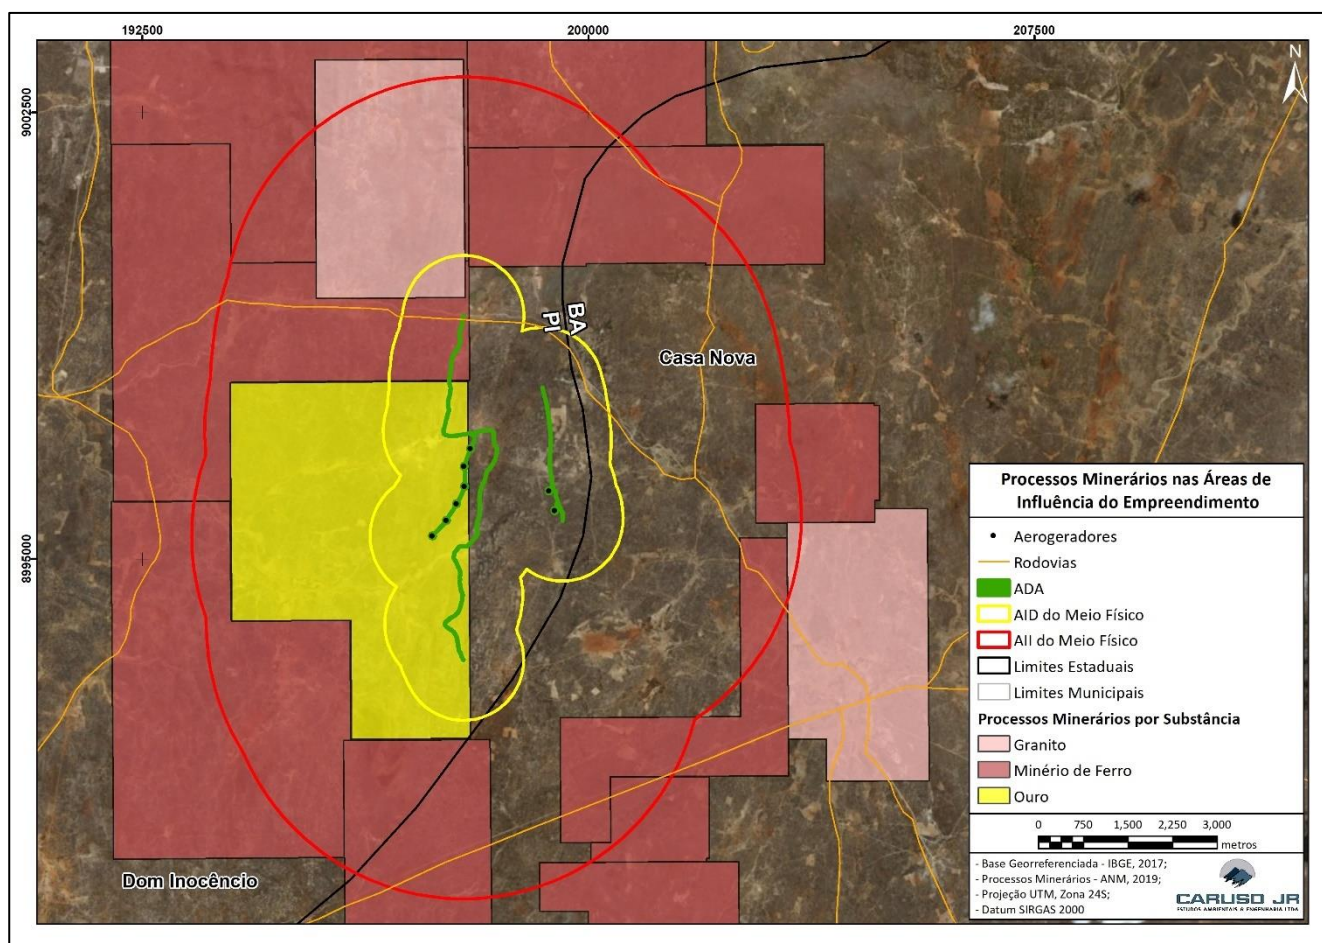 192500
200000
207500
9002500
8995000
N
BA
PI
Casa Nova
Dom Inocêncio
Processos Minerários nas Áreas de
Influência do Empreendimento
Aerogeradores
Rodovias
ADA
AID do Meio Físico
AII do Meio Físico
Limites Estaduais
Limites Municipais
Processos Minerários por Substância
Granito
Minério de Ferro
Ouro
0 750 1,500 2,250 3,000
metros
- Base Georreferenciada - IBGE, 2017;
- Processos Minerários - ANM, 2019;
- Projeção UTM, Zona 24S;
- Datum SIRGAS 2000
CARUSO JR
ESTUDOS AMBIENTAIS & ENGENHARIA LTDA